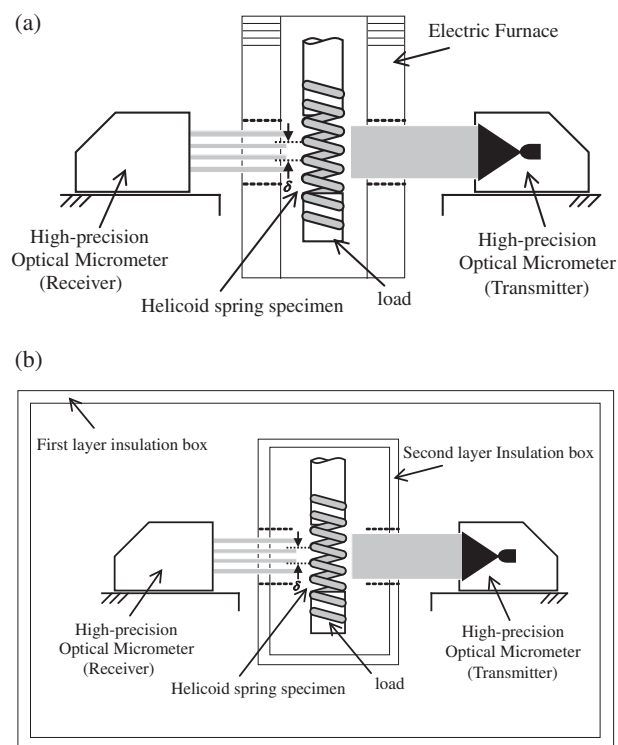 (a)
Electric Furnace
δ
High-precision
Optical Micrometer
(Receiver)
High-precision
Optical Micrometer
(Transmitter)
load
Helicoid spring specimen
(b)
First layer insulation box
Second layer Insulation box
δ
High-precision
Optical Micrometer
(Receiver)
High-precision
Optical Micrometer
(Transmitter)
load
Helicoid spring specimen